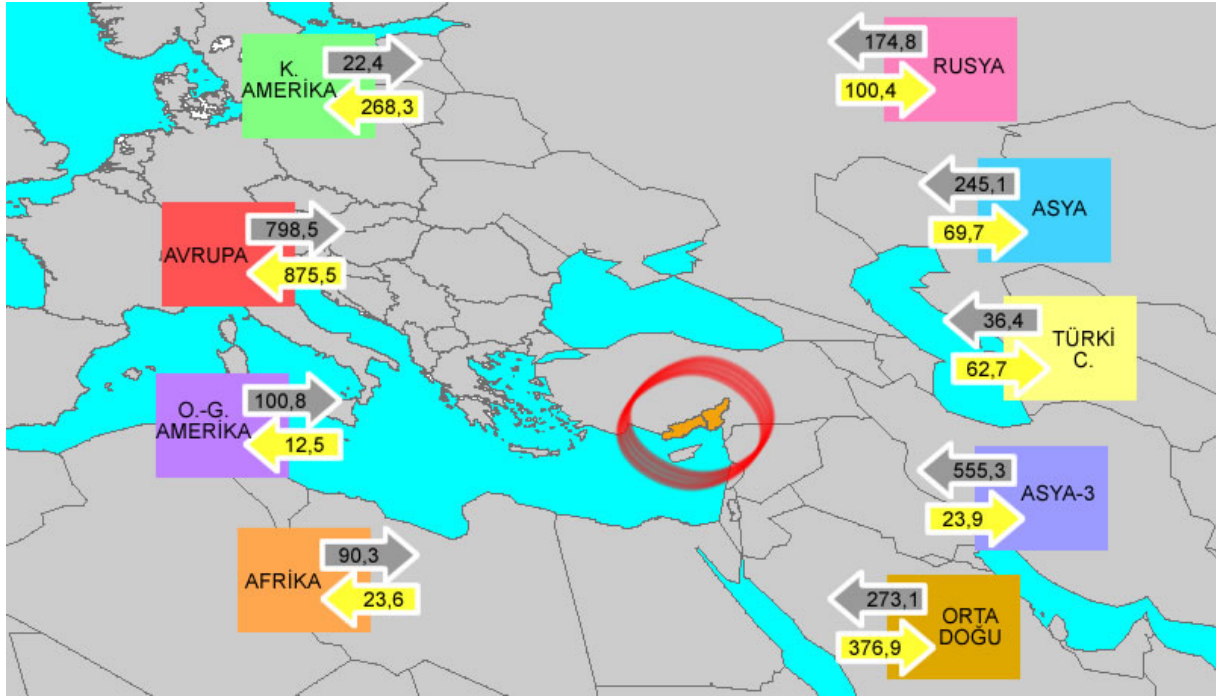 K.
AMERİKA
22,4
268,3
174,8
RUSYA
100,4
245,1
ASYA
69,7
798,5
AVRUPA
875,5
36,4
TÜRKİ
C.
62,7
100,8
O.-G.
AMERİKA
12,5
555,3
ASYA-3
23,9
90,3
AFRİKA
23,6
273,1
ORTA
DOĞU
376,9